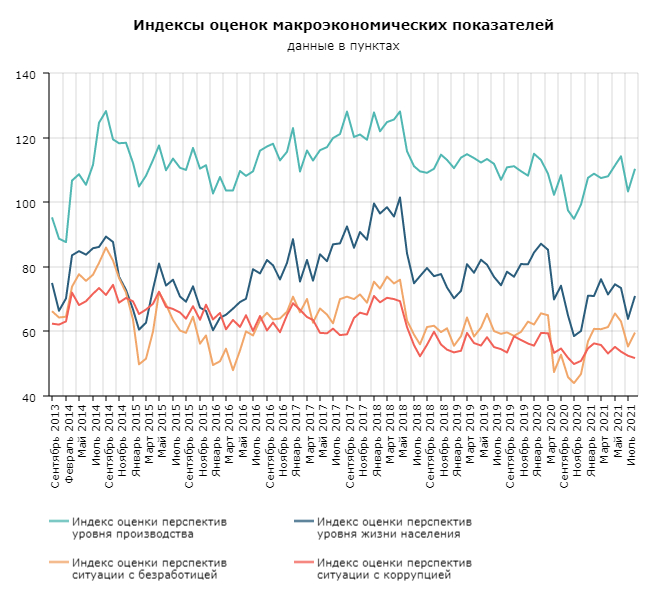 Индексы оценок макроэкономических показателей
данные в пунктах
140
120
100
80
60
40
Сентябрь 2013
Февраль 2014
Май 2014
Июль 2014
Сентябрь 2014
Ноябрь 2014
Январь 2015
Март 2015
Май 2015
Июль 2015
Сентябрь 2015
Ноябрь 2015
Январь 2016
Март 2016
Май 2016
Июль 2016
Сентябрь 2016
Ноябрь 2016
Январь 2017
Март 2017
Май 2017
Июль 2017
Сентябрь 2017
Ноябрь 2017
Январь 2018
Март 2018
Май 2018
Июль 2018
Сентябрь 2018
Ноябрь 2018
Январь 2019
Март 2019
Май 2019
Июль 2019
Сентябрь 2019
Ноябрь 2019
Январь 2020
Март 2020
Сентябрь 2020
Ноябрь 2020
Январь 2021
Март 2021
Май 2021
Июль 2021
Индекс оценки перспектив
уровня производства
Индекс оценки перспектив
уровня жизни населения
Индекс оценки перспектив
ситуации с безработицей
Индекс оценки перспектив
ситуации с коррупцией